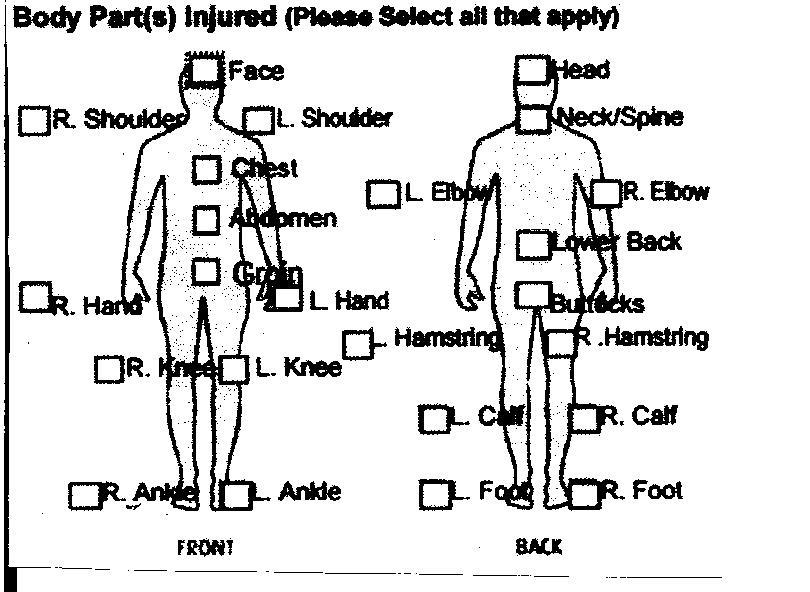 Body Part(s) Injured (Please Select all that apply)
Face
Head
R. Shoulder
L. Shoulder
Neck/Spine
Chest
L. Elbow
R. Elbow
Abdomen
Lower Back
Groin
R. Hand
L. Hand
Buttocks
L. Hamstring
R .Hamstring
R. Knee
L. Knee
L. Calf
R. Calf
R. Ankle
L. Ankle
L. Foot
R. Foot
FRONT
BACK